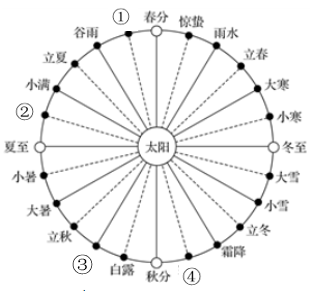 ①
春分
惊蛰
谷雨
雨水
立夏
立春
小满
大寒
②
小寒
夏至
太阳
冬至
小暑
大雪
大暑
小雪
立秋
立冬
③
霜降
白露
秋分
④